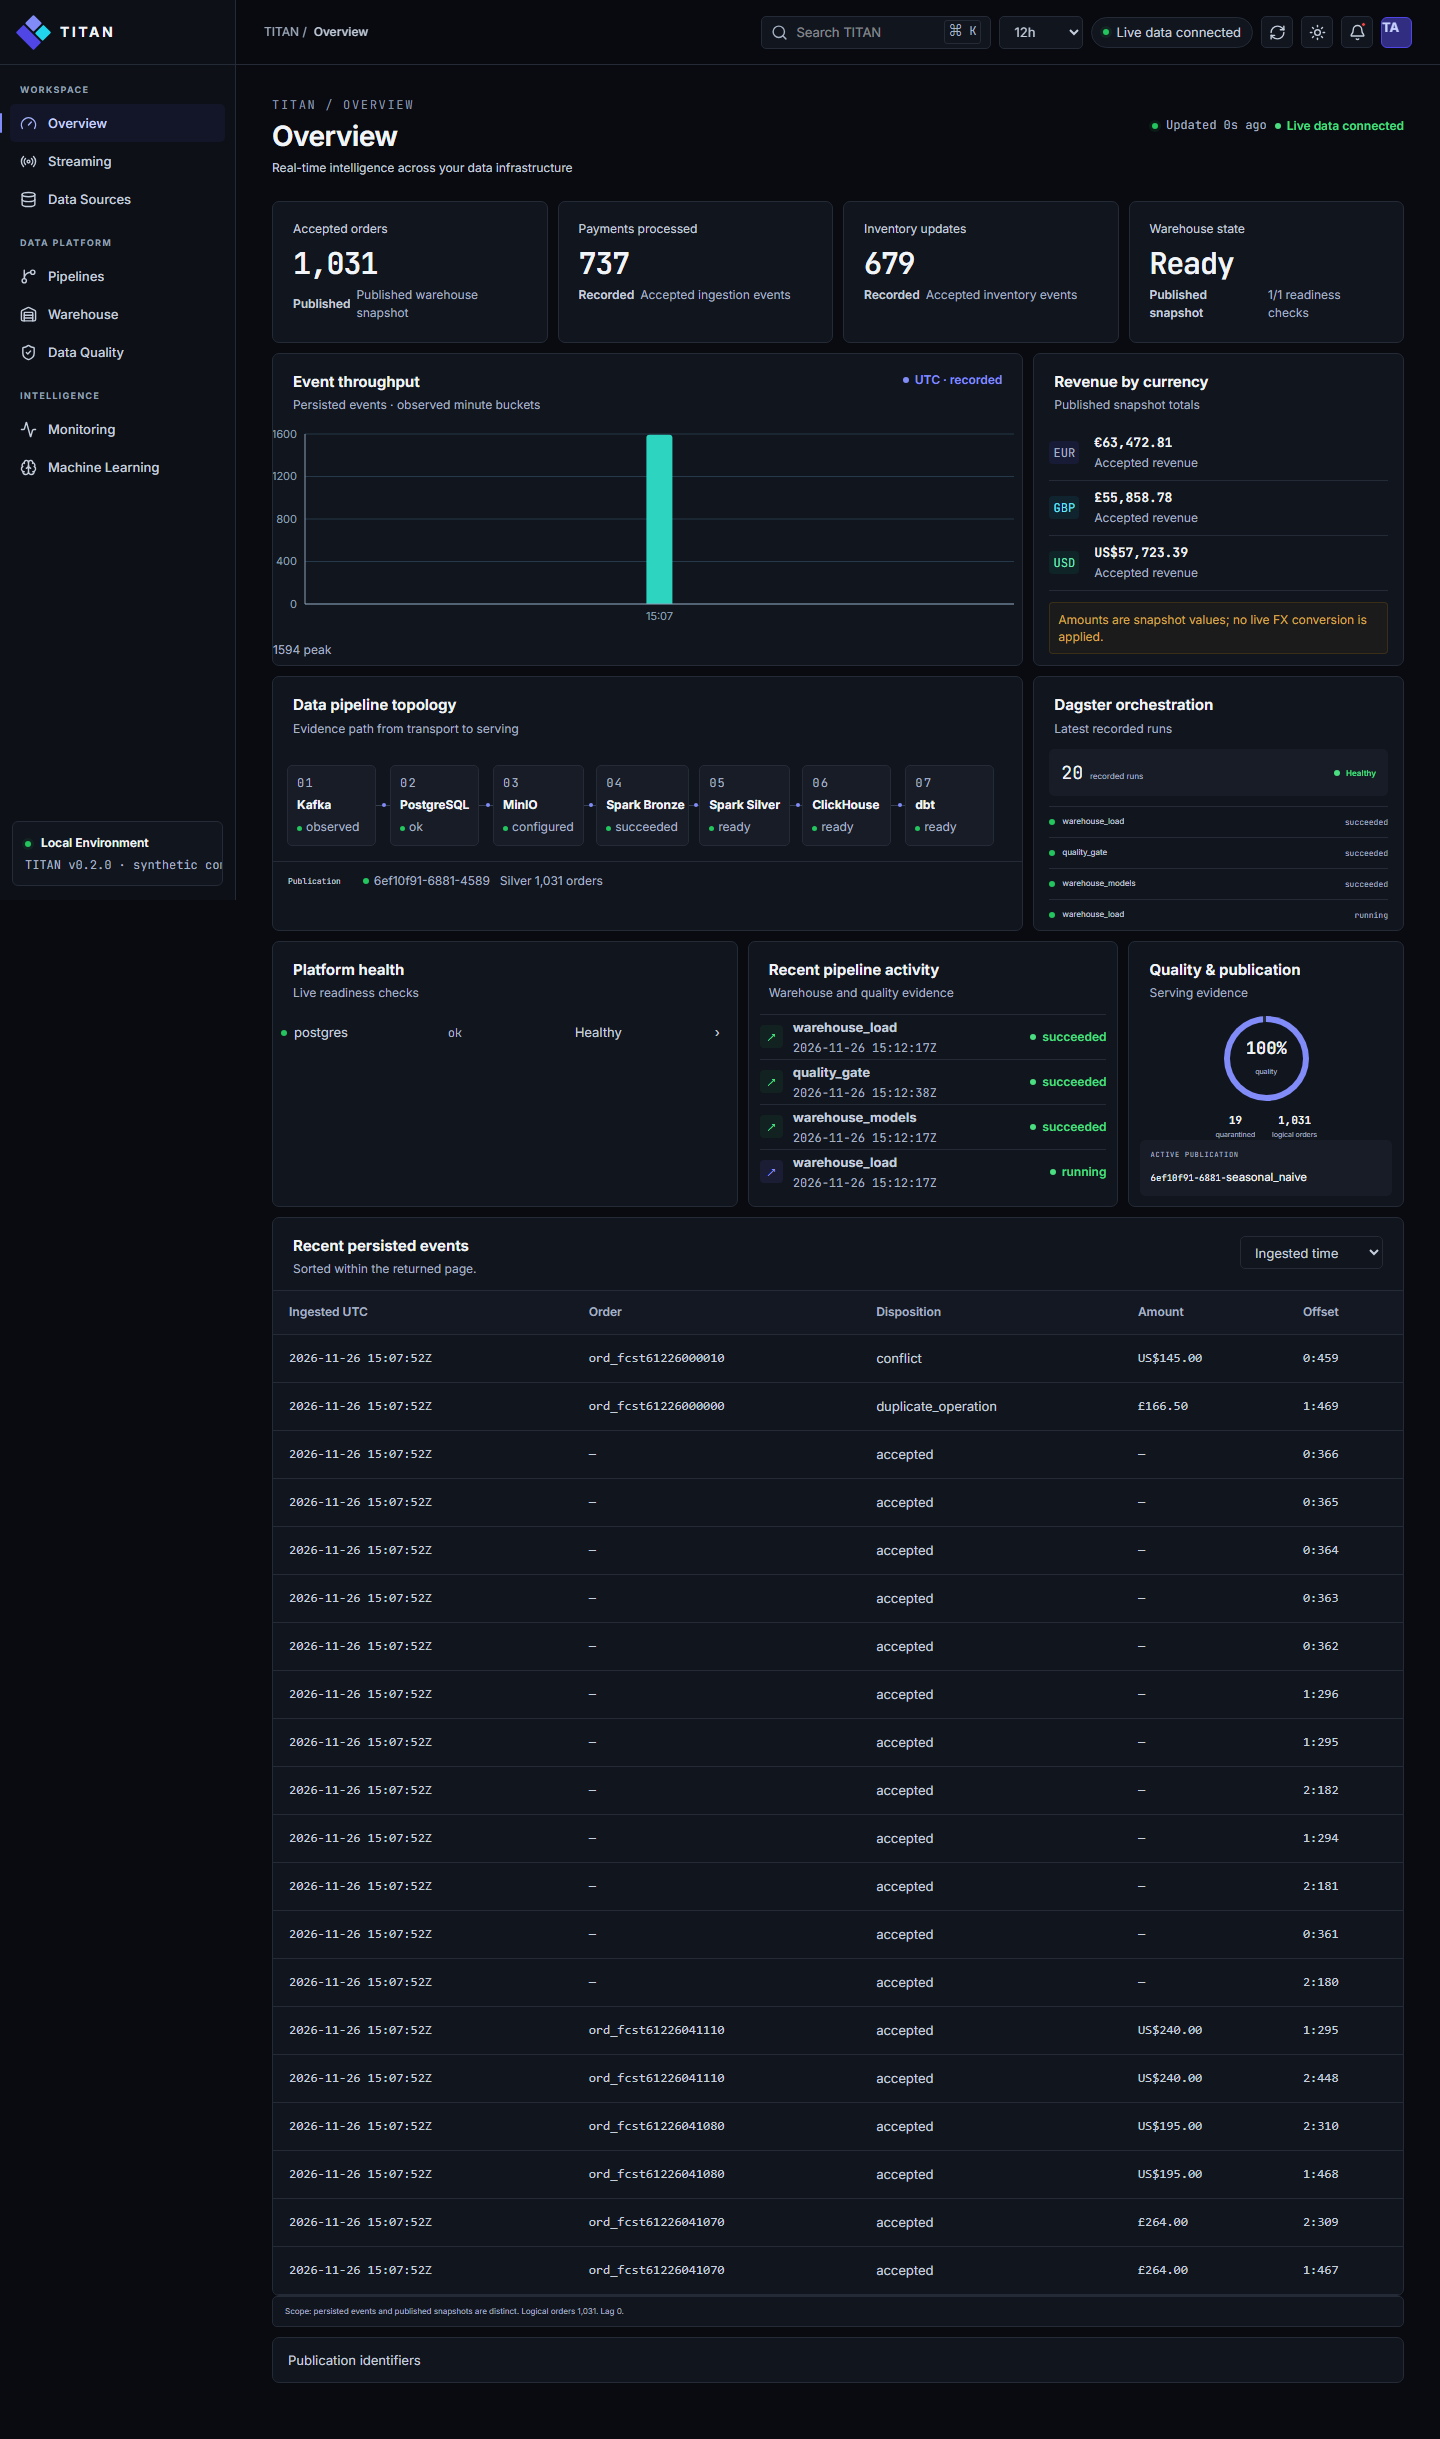 TITAN
TITAN / Overview
Search TITAN ⌘ K
12h
Live data connected
TA
WORKSPACE
Overview
Streaming
Data Sources
DATA PLATFORM
Pipelines
Warehouse
Data Quality
INTELLIGENCE
Monitoring
Machine Learning
Local Environment
TITAN v0.2.0 · synthetic co
TITAN / OVERVIEW
Overview
Real-time intelligence across your data infrastructure
Updated 0s ago
Live data connected
Accepted orders
1,031
Published Published warehouse snapshot
Payments processed
737
Recorded Accepted ingestion events
Inventory updates
679
Recorded Accepted inventory events
Warehouse state
Ready
Published snapshot 1/1 readiness checks
Event throughput
Persisted events · observed minute buckets
UTC · recorded
1600
1200
800
400
0
15:07
1594 peak
Revenue by currency
Published snapshot totals
EUR €63,472.81
Accepted revenue
GBP £55,858.78
Accepted revenue
USD US$57,723.39
Accepted revenue
Amounts are snapshot values; no live FX conversion is
applied.
Data pipeline topology
Evidence path from transport to serving
01
Kafka
observed
02
PostgreSQL
ok
03
MinIO
configured
04
Spark Bronze
succeeded
05
Spark Silver
ready
06
ClickHouse
ready
07
dbt
ready
Publication 6ef10f91-6881-4589 Silver 1,031 orders
Dagster orchestration
Latest recorded runs
20 recorded runs Healthy
warehouse_load succeeded
quality_gate succeeded
warehouse_models succeeded
warehouse_load running
Platform health
Live readiness checks
postgres ok Healthy ›
Recent pipeline activity
Warehouse and quality evidence
↗ warehouse_load succeeded
2026-11-26 15:12:17Z
↗ quality_gate succeeded
2026-11-26 15:12:38Z
↗ warehouse_models succeeded
2026-11-26 15:12:17Z
↗ warehouse_load running
2026-11-26 15:12:17Z
Quality & publication
Serving evidence
100%
quality
19 1,031
quarantined logical orders
ACTIVE PUBLICATION
6ef10f91-6881-seasonal_naive
Recent persisted events
Sorted within the returned page.
Ingested time
Ingested UTC Order Disposition Amount Offset
2026-11-26 15:07:52Z ord_fcst61226000010 conflict US$145.00 0:459
2026-11-26 15:07:52Z ord_fcst61226000000 duplicate_operation £166.50 1:469
2026-11-26 15:07:52Z — accepted — 0:366
2026-11-26 15:07:52Z — accepted — 0:365
2026-11-26 15:07:52Z — accepted — 0:364
2026-11-26 15:07:52Z — accepted — 0:363
2026-11-26 15:07:52Z — accepted — 0:362
2026-11-26 15:07:52Z — accepted — 1:296
2026-11-26 15:07:52Z — accepted — 1:295
2026-11-26 15:07:52Z — accepted — 2:182
2026-11-26 15:07:52Z — accepted — 1:294
2026-11-26 15:07:52Z — accepted — 2:181
2026-11-26 15:07:52Z — accepted — 0:361
2026-11-26 15:07:52Z — accepted — 2:180
2026-11-26 15:07:52Z ord_fcst61226041110 accepted US$240.00 1:295
2026-11-26 15:07:52Z ord_fcst61226041110 accepted US$240.00 2:448
2026-11-26 15:07:52Z ord_fcst61226041080 accepted US$195.00 2:310
2026-11-26 15:07:52Z ord_fcst61226041080 accepted US$195.00 1:468
2026-11-26 15:07:52Z ord_fcst61226041070 accepted £264.00 2:309
2026-11-26 15:07:52Z ord_fcst61226041070 accepted £264.00 1:467
Scope: persisted events and published snapshots are distinct. Logical orders 1,031. Lag 0.
Publication identifiers